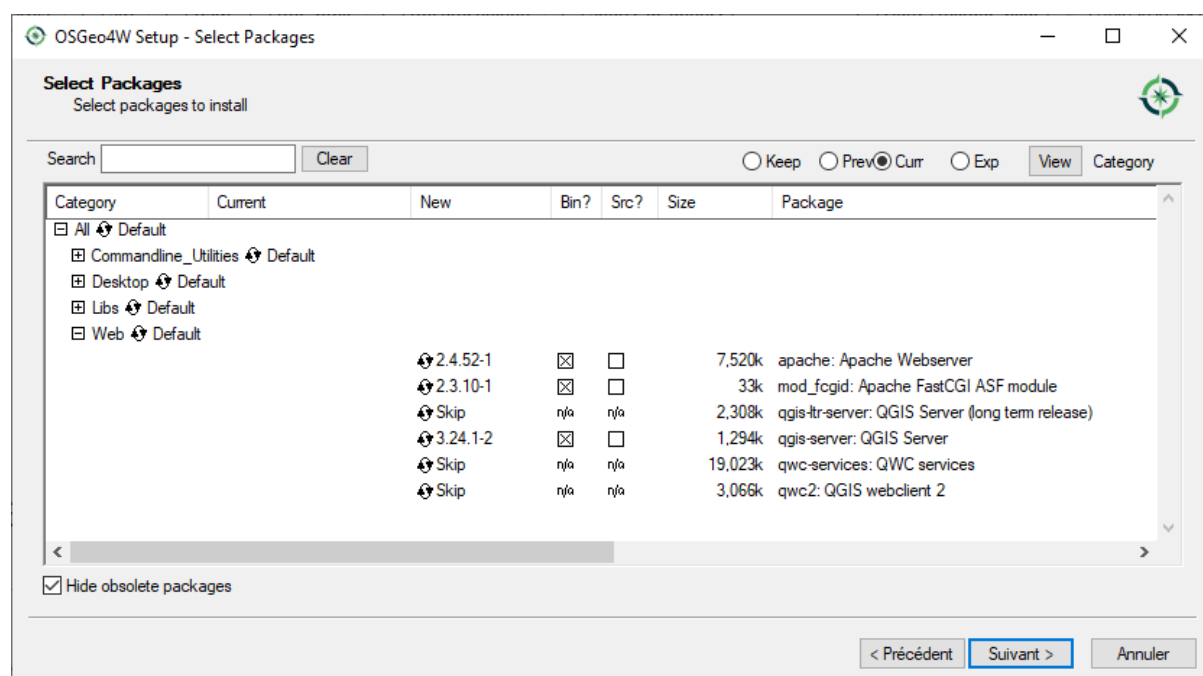 OSGeo4W Setup - Select Packages
Select Packages
Select packages to install
Search Clear Keep Prev Curr Exp View Category
Category Current New Bin? Src? Size Package
All Default
Commandline_Utilities Default
Desktop Default
Libs Default
Web Default
2.4.52-1 7,520k apache: Apache Webserver
2.3.10-1 33k mod_fcgid: Apache FastCGI ASF module
Skip n/a n/a 2,308k qgis-ltr-server: QGIS Server (long term release)
3.24.1-2 1,294k qgis-server: QGIS Server
Skip n/a n/a 19,023k qwc-services: QWC services
Skip n/a n/a 3,066k qwc2: QGIS webclient 2
Hide obsolete packages
< Précédent Suivant > Annuler